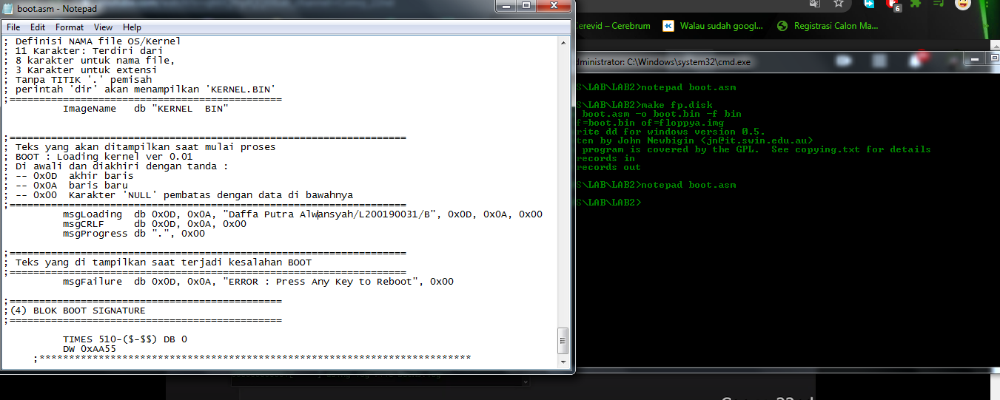 boot.asm - Notepad
File Edit Format View Help
; Definisi NAMA file OS/Kernel
; 11 Karakter: Terdiri dari
; 8 karakter untuk nama file,
; 3 Karakter untuk extensi
; Tanpa TITIK '.' pemisah
; perintah 'dir' akan menampilkan 'KERNEL.BIN'
;==============================================
ImageName db "KERNEL  BIN"
;===================================================================
; Teks yang akan ditampilkan saat mulai proses
; BOOT : Loading kernel ver 0.01
; Di awali dan diakhiri dengan tanda :
; -- 0x0D  akhir baris
; -- 0x0A  baris baru
; -- 0x00  Karakter 'NULL' pembatas dengan data di bawahnya
;===================================================================
msgLoading db 0x0D, 0x0A, "Daffa Putra Alwansyah/L200190031/B", 0x0D, 0x0A, 0x00
msgCRLF db 0x0D, 0x0A, 0x00
msgProgress db ".", 0x00
;===================================================================
; Teks yang di tampilkan saat terjadi kesalahan BOOT
;===================================================================
msgFailure db 0x0D, 0x0A, "ERROR : Press Any Key to Reboot", 0x00
;==============================================
;(4) BLOK BOOT SIGNATURE
;==============================================
TIMES 510-($-$$) DB 0
DW 0xAA55
;*************************************************************************
6
Cerevid – Cerebrum
Walau sudah googl...
Registrasi Calon Ma...
dministrator: C:\Windows\system32\cmd.exe
S\LAB\LAB2>notepad boot.asm
S\LAB\LAB2>make fp.disk
boot.asm -o boot.bin -f bin
f=boot.bin of=floppya.img
rite dd for windows version 0.5.
ten by John Newbigin <jn@it.swin.edu.au>
program is covered by the GPL.  See copying.txt for details
records in
records out
S\LAB\LAB2>notepad boot.asm
S\LAB\LAB2>